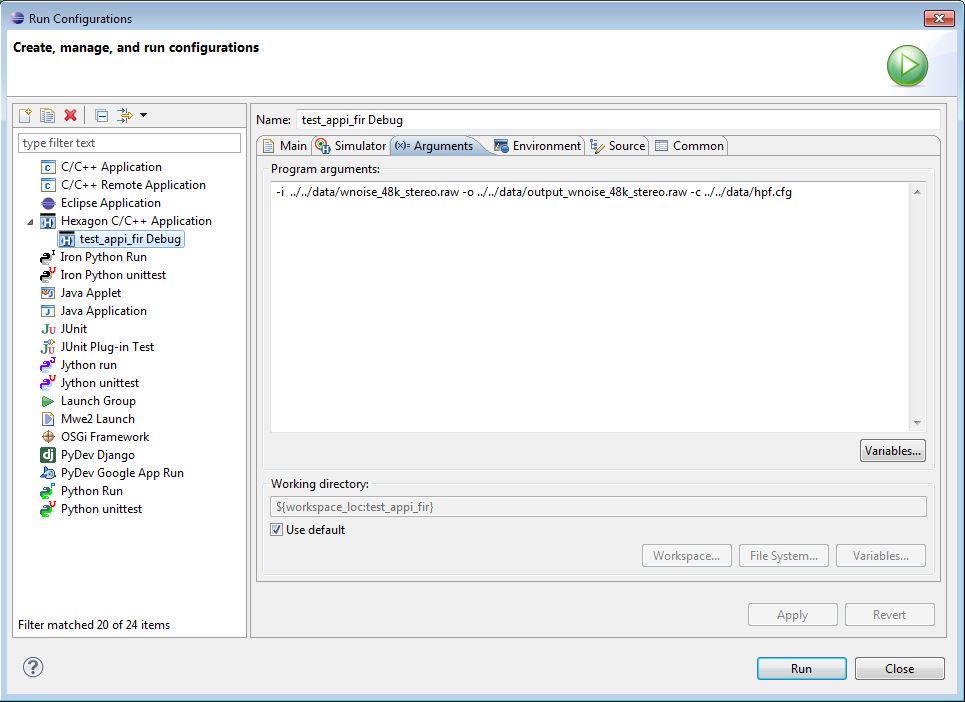 Run Configurations
Create, manage, and run configurations
type filter text
C/C++ Application
C/C++ Remote Application
Eclipse Application
Hexagon C/C++ Application
test_appi_fir Debug
Iron Python Run
Iron Python unittest
Java Applet
Java Application
JUnit
JUnit Plug-in Test
Jython run
Jython unittest
Launch Group
Mwe2 Launch
OSGi Framework
PyDev Django
PyDev Google App Run
Python Run
Python unittest
Filter matched 20 of 24 items
Name: test_appi_fir Debug
Main Simulator (x)= Arguments Environment Source Common
Program arguments:
-i ../../data/wnoise_48k_stereo.raw -o ../../data/output_wnoise_48k_stereo.raw -c ../../data/hpf.cfg
Variables...
Working directory:
${workspace_loc:test_appi_fir}
Use default
Workspace... File System... Variables...
Apply Revert
? Run Close